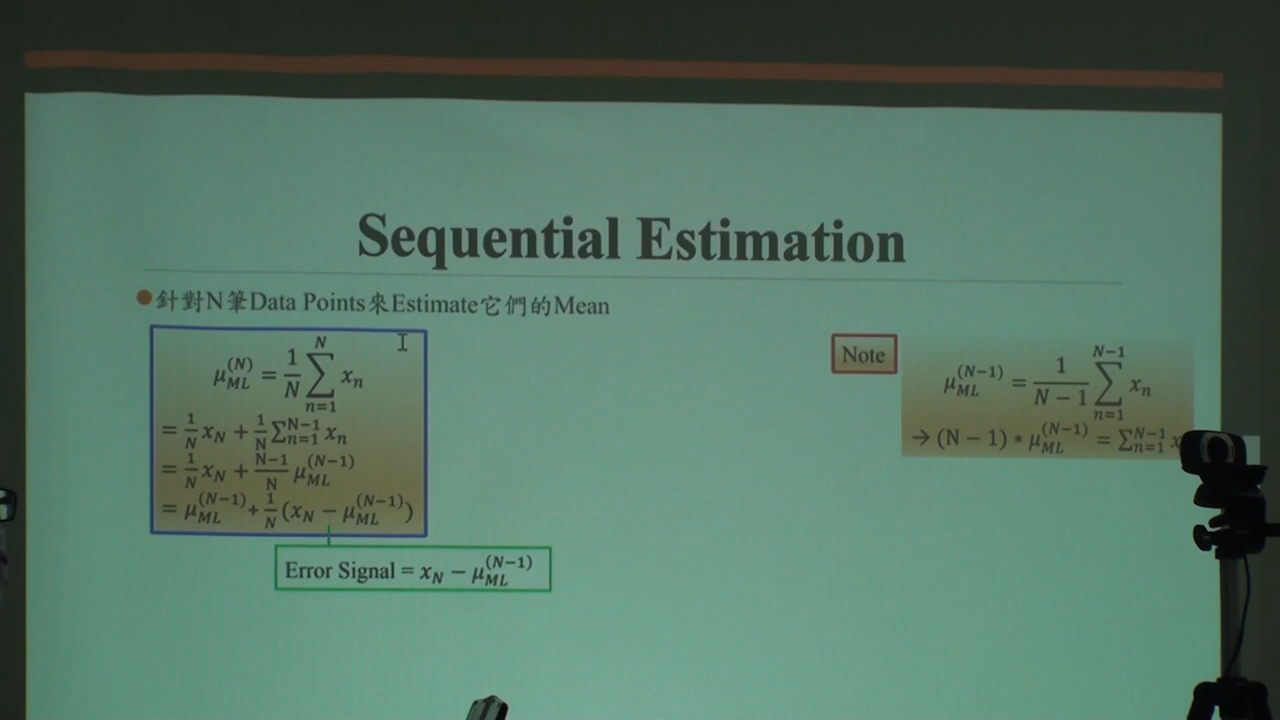 Sequential Estimation
針對N筆Data Points來Estimate它們的Mean
μ_ML^(N) = 1/N ∑_{n=1}^{N} x_n
= 1/N x_N + 1/N ∑_{n=1}^{N−1} x_n
= 1/N x_N + N−1/N μ_ML^(N−1)
= μ_ML^(N−1) + 1/N (x_N − μ_ML^(N−1))
Error Signal = x_N − μ_ML^(N−1)
Note
μ_ML^(N−1) = 1/(N−1) ∑_{n=1}^{N−1} x_n
→ (N−1) * μ_ML^(N−1) = ∑_{n=1}^{N−1} x